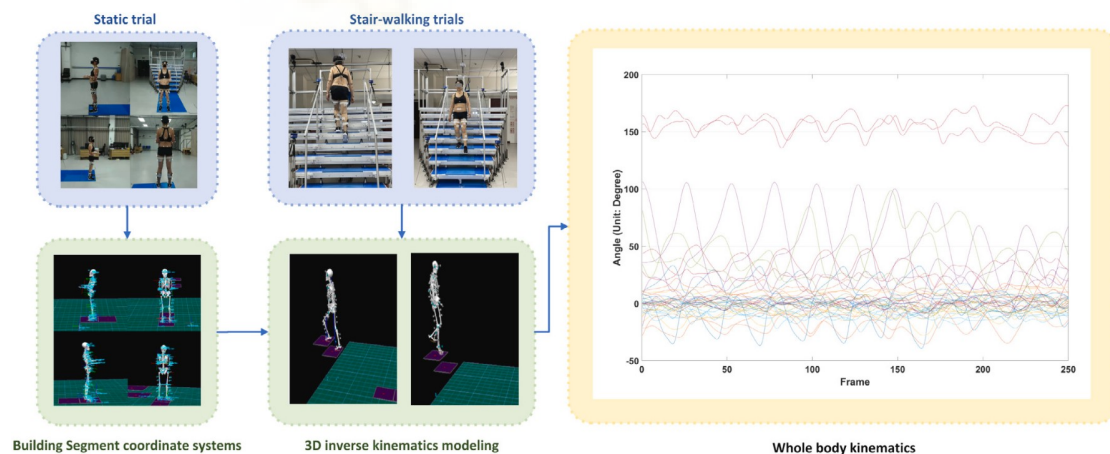 Static trial
Stair-walking trials
200
150
100
50
0
-50
0
50
100
150
200
250
Angle (Unit: Degree)
Frame
Building Segment coordinate systems
3D inverse kinematics modeling
Whole body kinematics